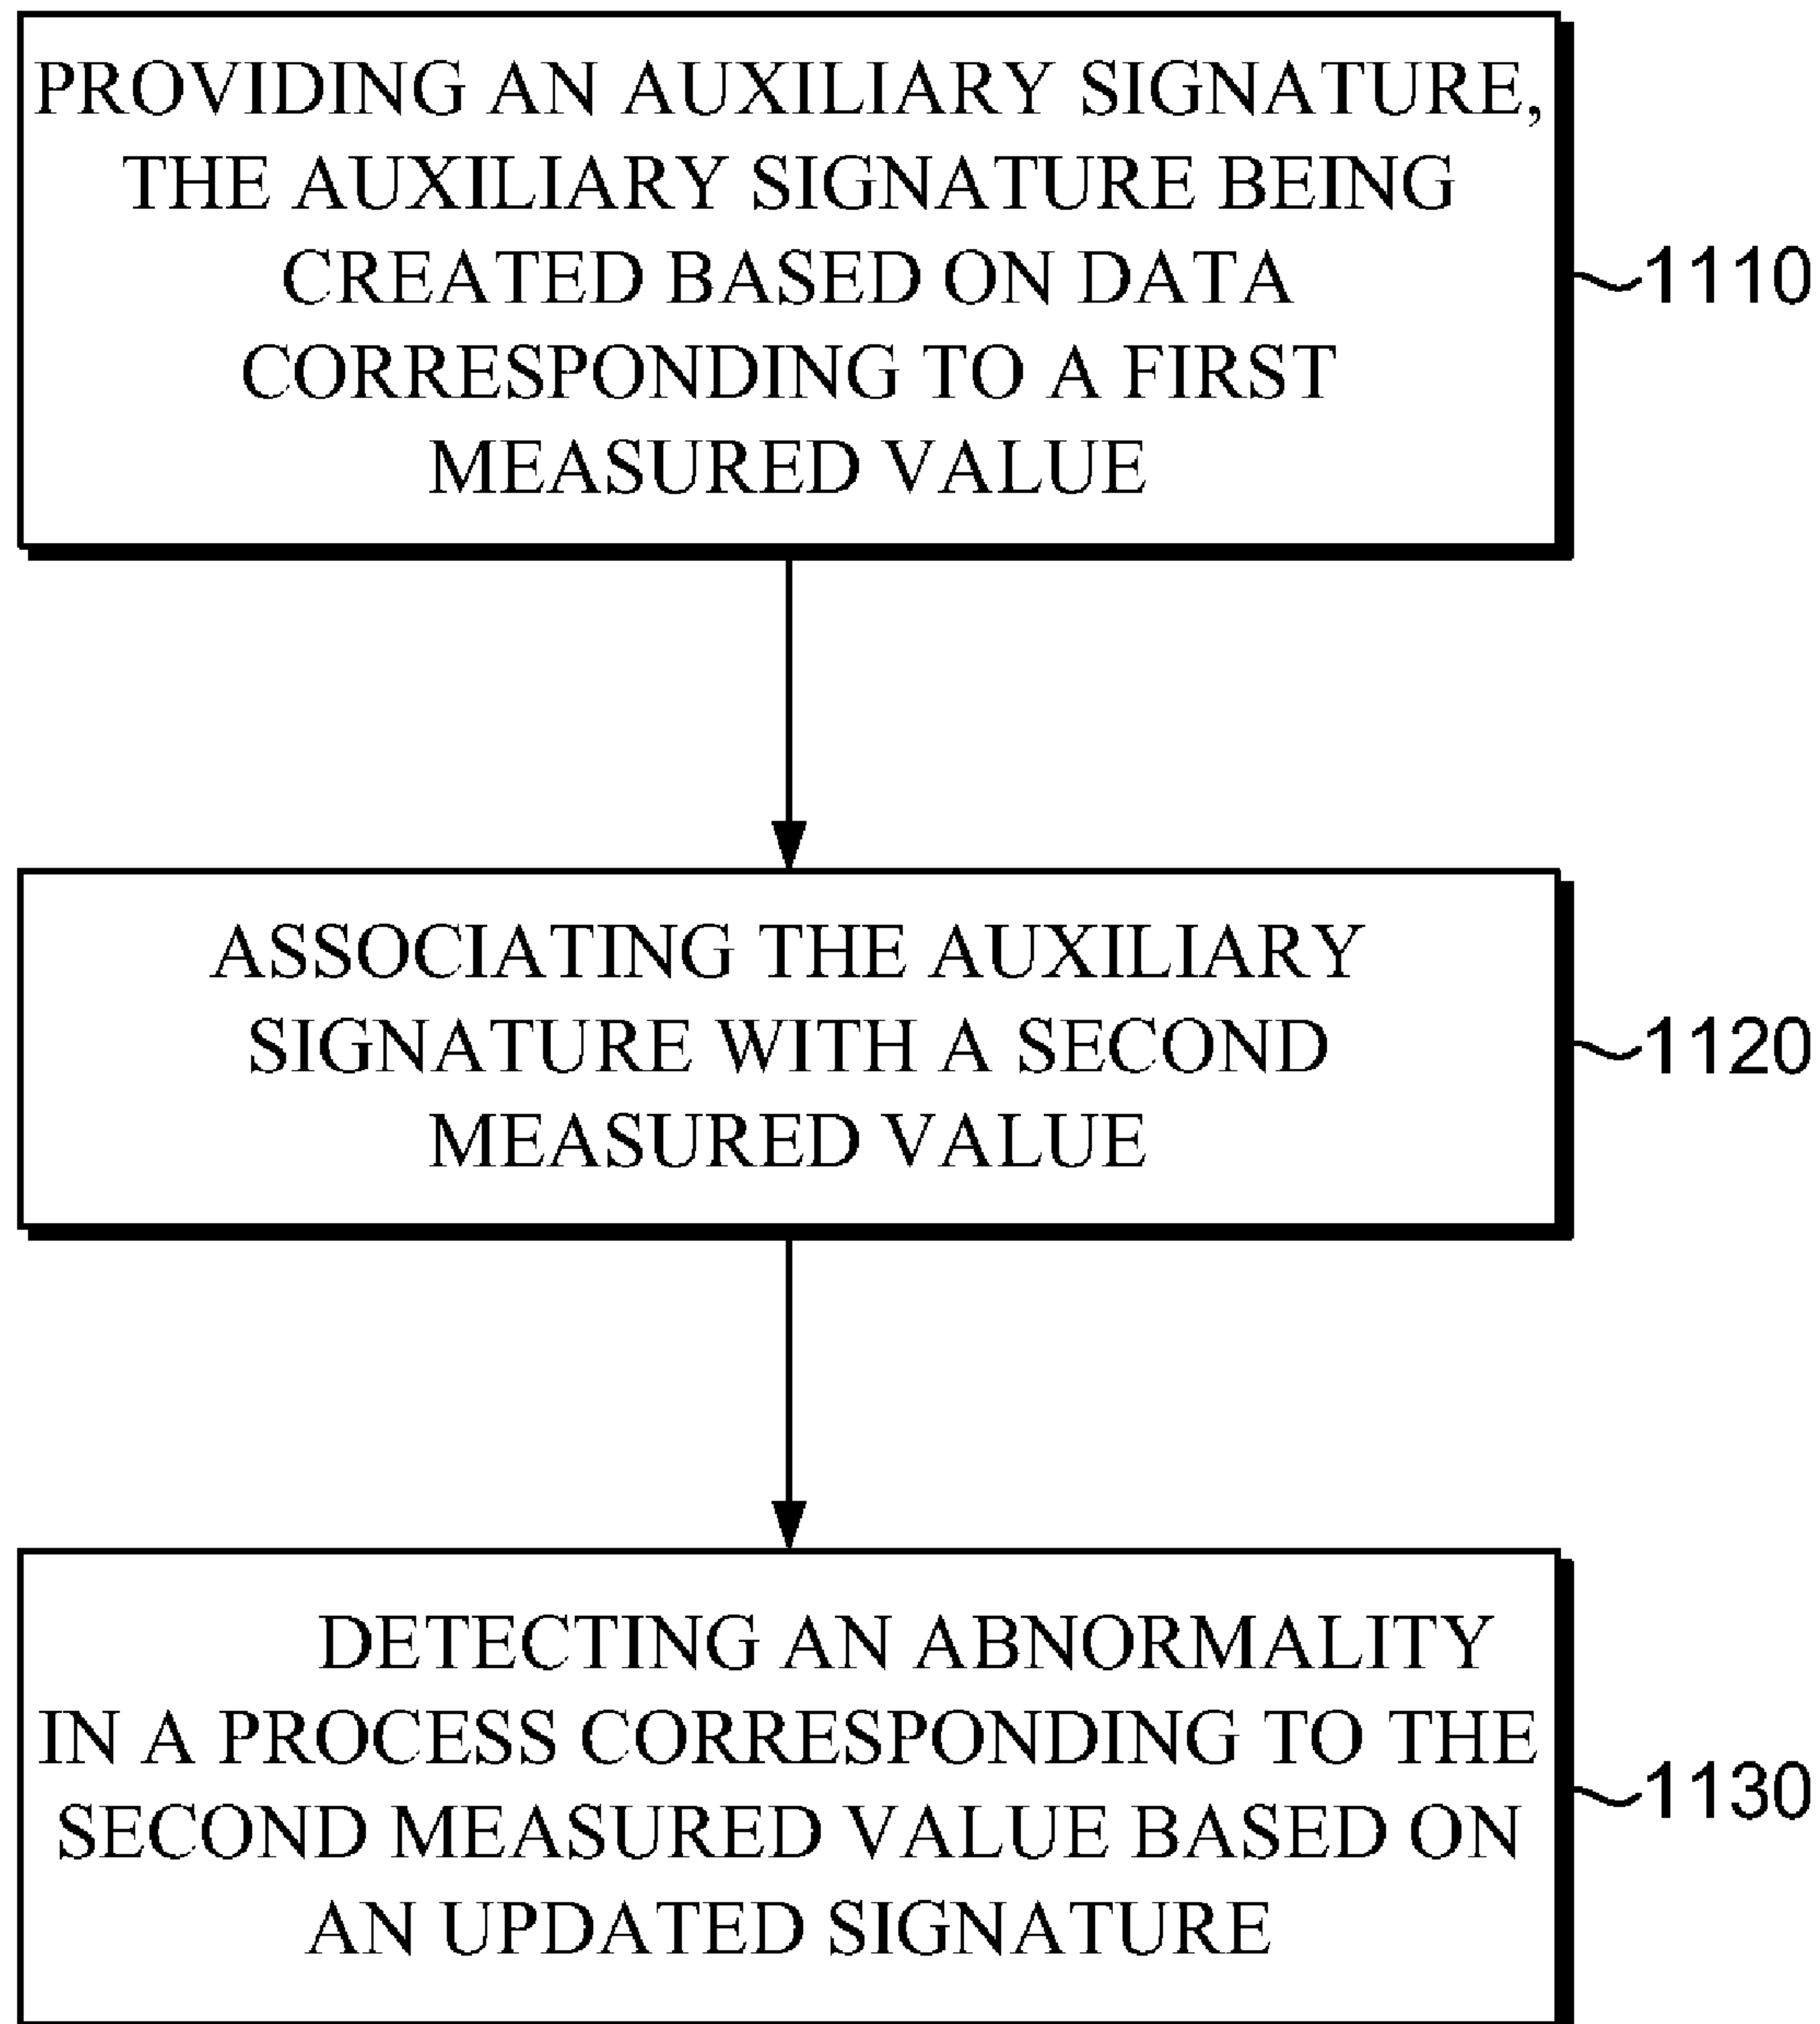 PROVIDING AN AUXILIARY SIGNATURE,
THE AUXILIARY SIGNATURE BEING
CREATED BASED ON DATA
CORRESPONDING TO A FIRST
MEASURED VALUE
1110
ASSOCIATING THE AUXILIARY
SIGNATURE WITH A SECOND
MEASURED VALUE
1120
DETECTING AN ABNORMALITY
IN A PROCESS CORRESPONDING TO THE
SECOND MEASURED VALUE BASED ON
AN UPDATED SIGNATURE
1130